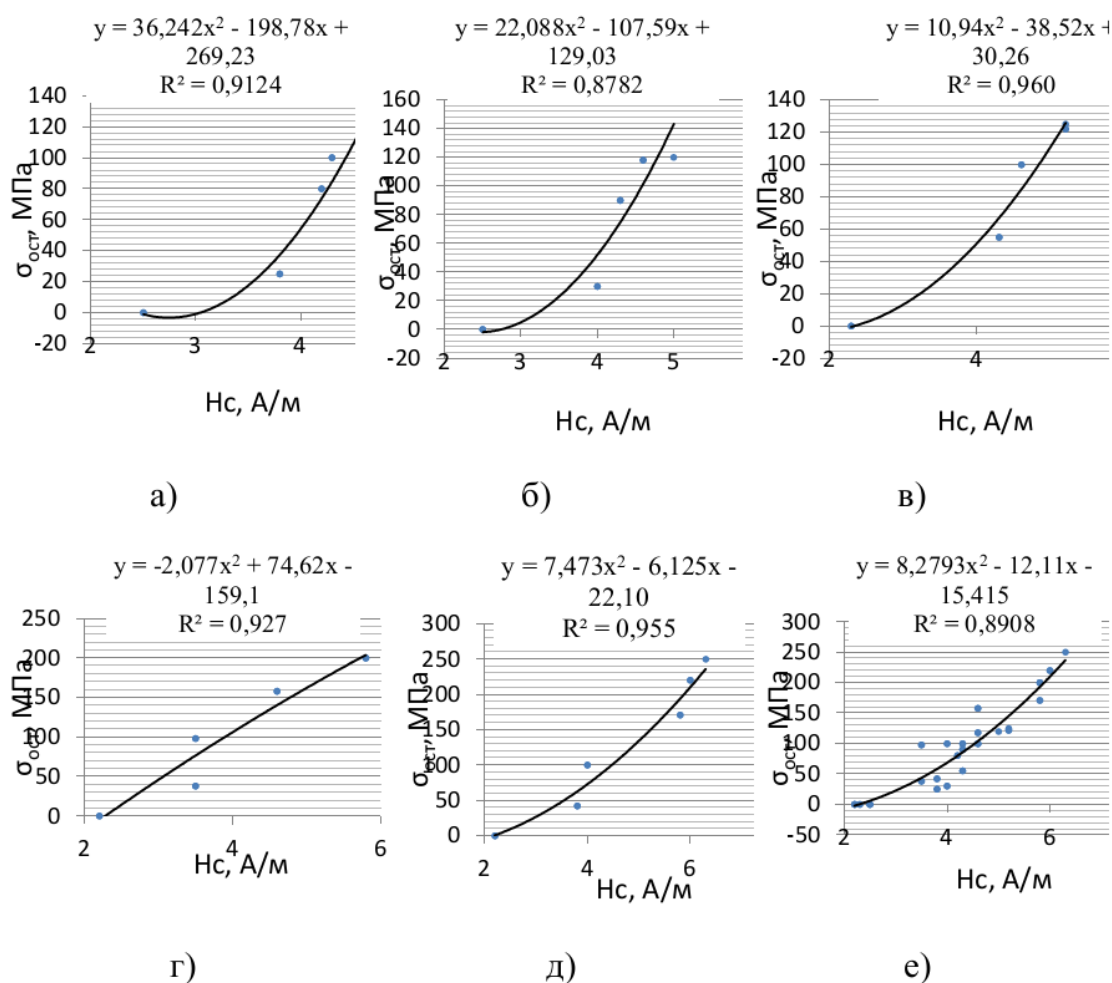 y = 36,242x² - 198,78x +
269,23
R² = 0,9124
140
120
100
80
60
40
20
0
-20
σост, МПа
2
3
4
Нс, А/м
а)
y = 22,088x² - 107,59x +
129,03
R² = 0,8782
160
140
120
100
80
60
40
20
0
-20
σост, МПа
2
3
4
5
Нс, А/м
б)
y = 10,94x² - 38,52x +
30,26
R² = 0,960
140
120
100
80
60
40
20
0
-20
σост, МПа
2
4
Нс, А/м
в)
y = -2,077x² + 74,62x -
159,1
R² = 0,927
250
200
150
100
50
0
σост, МПа
2
4
6
Нс, А/м
г)
y = 7,473x² - 6,125x -
22,10
R² = 0,955
300
250
200
150
100
50
0
σост, МПа
2
4
6
Нс, А/м
д)
y = 8,2793x² - 12,11x -
15,415
R² = 0,8908
300
250
200
150
100
50
0
-50
σост, МПа
2
4
6
Нс, А/м
е)